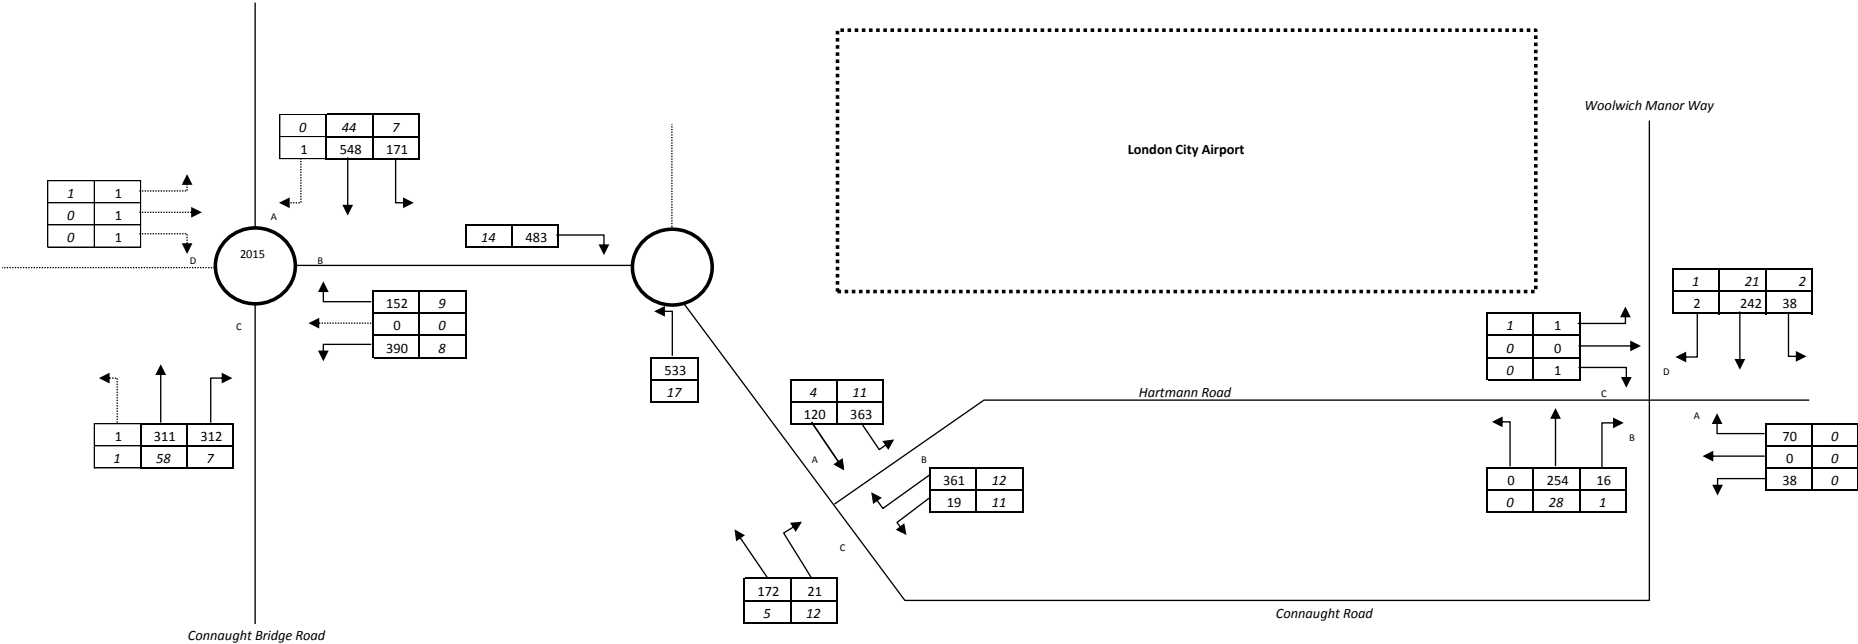 Woolwich Manor Way
London City Airport
0 44 7
1 548 171
1 1
0 1
0 1
A
14 483
D
2015
B
152 9
0 0
390 8
C
1 21 2
2 242 38
1 1
0 0
0 1
533
17
D
4 11
120 363
Hartmann Road
C
1 311 312
1 58 7
A
B
A
B
70 0
0 0
38 0
361 12
19 11
0 254 16
0 28 1
C
172 21
5 12
Connaught Road
Connaught Bridge Road